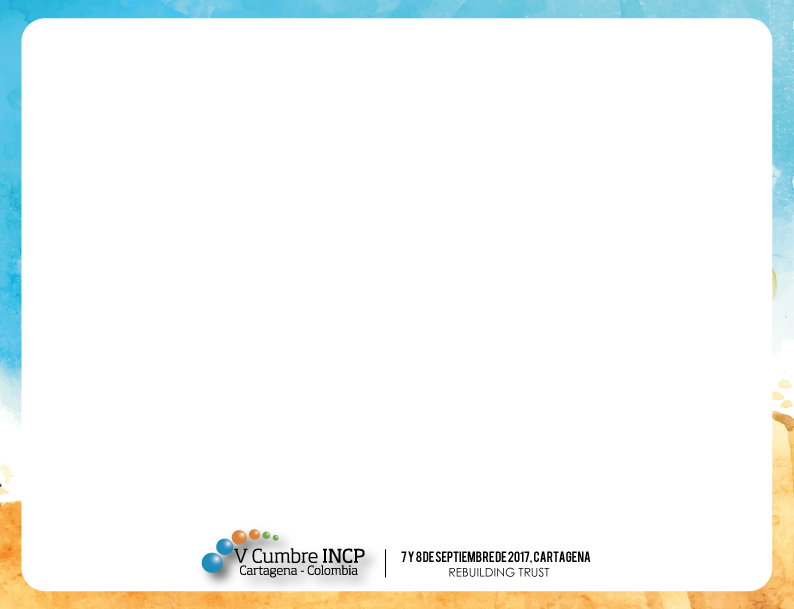 V Cumbre INCP
Cartagena - Colombia
7 Y 8 DE SEPTIEMBRE DE 2017, CARTAGENA
REBUILDING TRUST